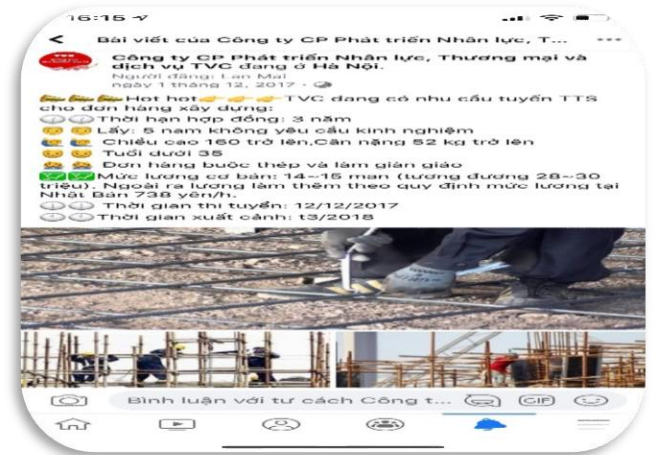 16:15
Bài viết của Công ty CP Phát triển Nhân lực, T...
Công ty CP Phát triển Nhân lực, Thương mại và
dịch vụ TVC đang ở Hà Nội.
Người đăng: Lan Mai
ngày 1 tháng 12, 2017 ·
Hot hot TVC đang có nhu cầu tuyển TTS
cho đơn hàng xây dựng:
Thời hạn hợp đồng: 3 năm
Lấy: 5 nam không yêu cầu kinh nghiệm
Chiều cao 160 trở lên,Cân nặng 52 kg trở lên
Tuổi dưới 35
Đơn hàng buộc thép và làm giàn giáo
Mức lương cơ bản: 14~15 man (tương đương 28~30
triệu). Ngoài ra lương làm thêm theo quy định mức lương tại
Nhật Bản 738 yên/h.
Thời gian thi tuyển: 12/12/2017
Thời gian xuất cảnh: t3/2018
Bình luận với tư cách Công t...
GIF